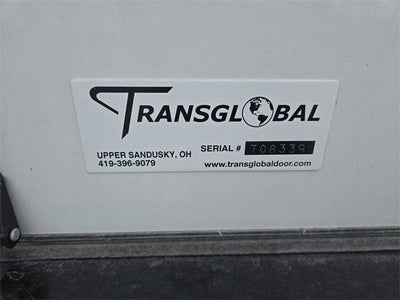 TRANSGLOBAL
SERIAL # 708339
UPPER SANDUSKY, OH
419-396-9079
www.transglobaldoor.com